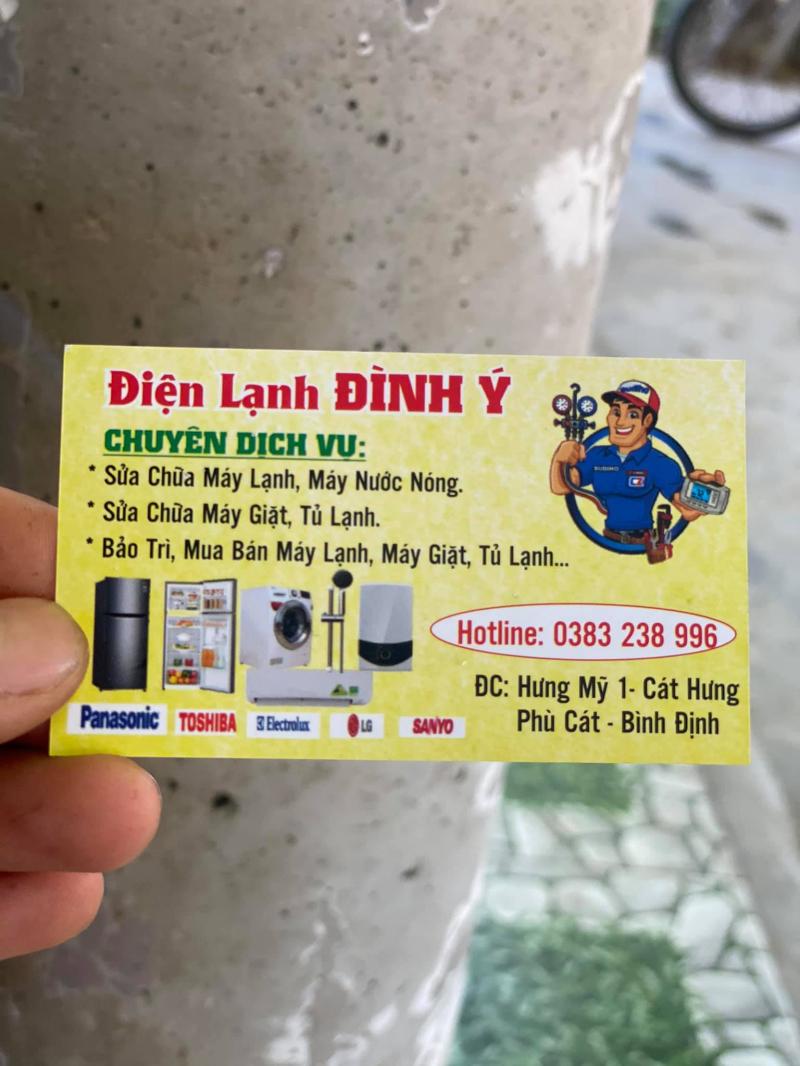 Điện Lạnh ĐÌNH Ý
CHUYÊN DỊCH VỤ:
* Sửa Chữa Máy Lạnh, Máy Nước Nóng.
* Sửa Chữa Máy Giặt, Tủ Lạnh.
* Bảo Trì, Mua Bán Máy Lạnh, Máy Giặt, Tủ Lạnh...
Hotline: 0383 238 996
ĐC: Hưng Mỹ 1- Cát Hưng
Phù Cát - Bình Định
Panasonic TOSHIBA Electrolux LG SANYO